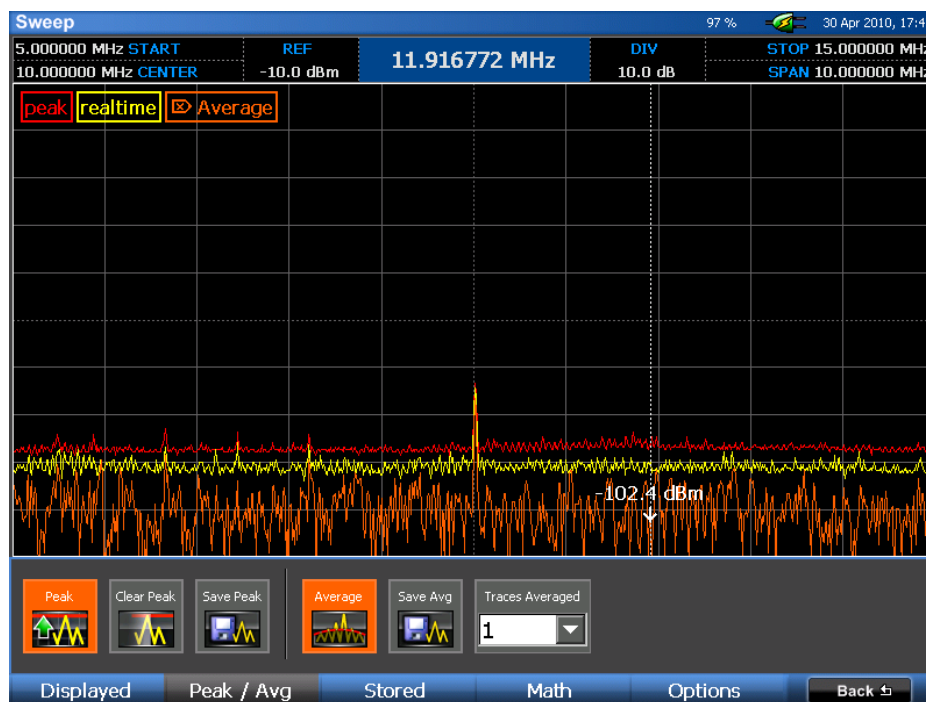 Sweep 97 % 30 Apr 2010, 17:4
5.000000 MHz START REF 11.916772 MHz DIV STOP 15.000000 MHz
10.000000 MHz CENTER -10.0 dBm 10.0 dB SPAN 10.000000 MHz
peak realtime Average
-102.4 dBm
Peak Clear Peak Save Peak Average Save Avg Traces Averaged
1
Displayed Peak / Avg Stored Math Options Back